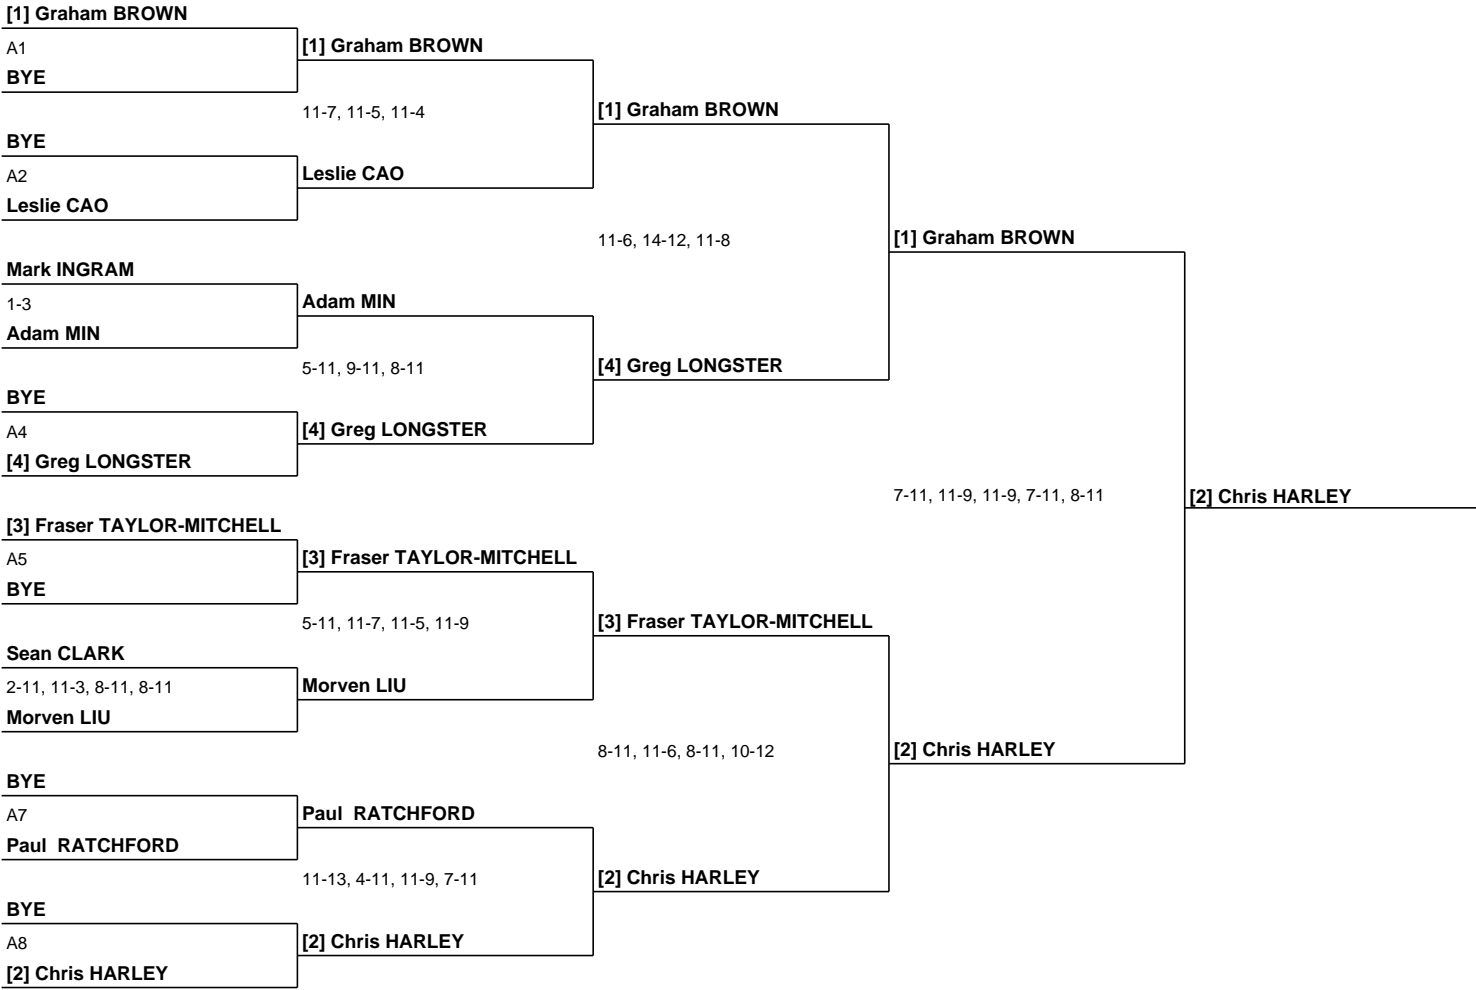 [1] Graham BROWN
A1
BYE
BYE
A2
Leslie CAO
Mark INGRAM
1-3
Adam MIN
BYE
A4
[4] Greg LONGSTER
[3] Fraser TAYLOR-MITCHELL
A5
BYE
Sean CLARK
2-11, 11-3, 8-11, 8-11
Morven LIU
BYE
A7
Paul  RATCHFORD
BYE
A8
[2] Chris HARLEY
[1] Graham BROWN
11-7, 11-5, 11-4
Leslie CAO
Adam MIN
5-11, 9-11, 8-11
[4] Greg LONGSTER
[3] Fraser TAYLOR-MITCHELL
5-11, 11-7, 11-5, 11-9
Morven LIU
Paul  RATCHFORD
11-13, 4-11, 11-9, 7-11
[2] Chris HARLEY
[1] Graham BROWN
11-6, 14-12, 11-8
[4] Greg LONGSTER
[3] Fraser TAYLOR-MITCHELL
8-11, 11-6, 8-11, 10-12
[2] Chris HARLEY
[1] Graham BROWN
7-11, 11-9, 11-9, 7-11, 8-11
[2] Chris HARLEY
[2] Chris HARLEY